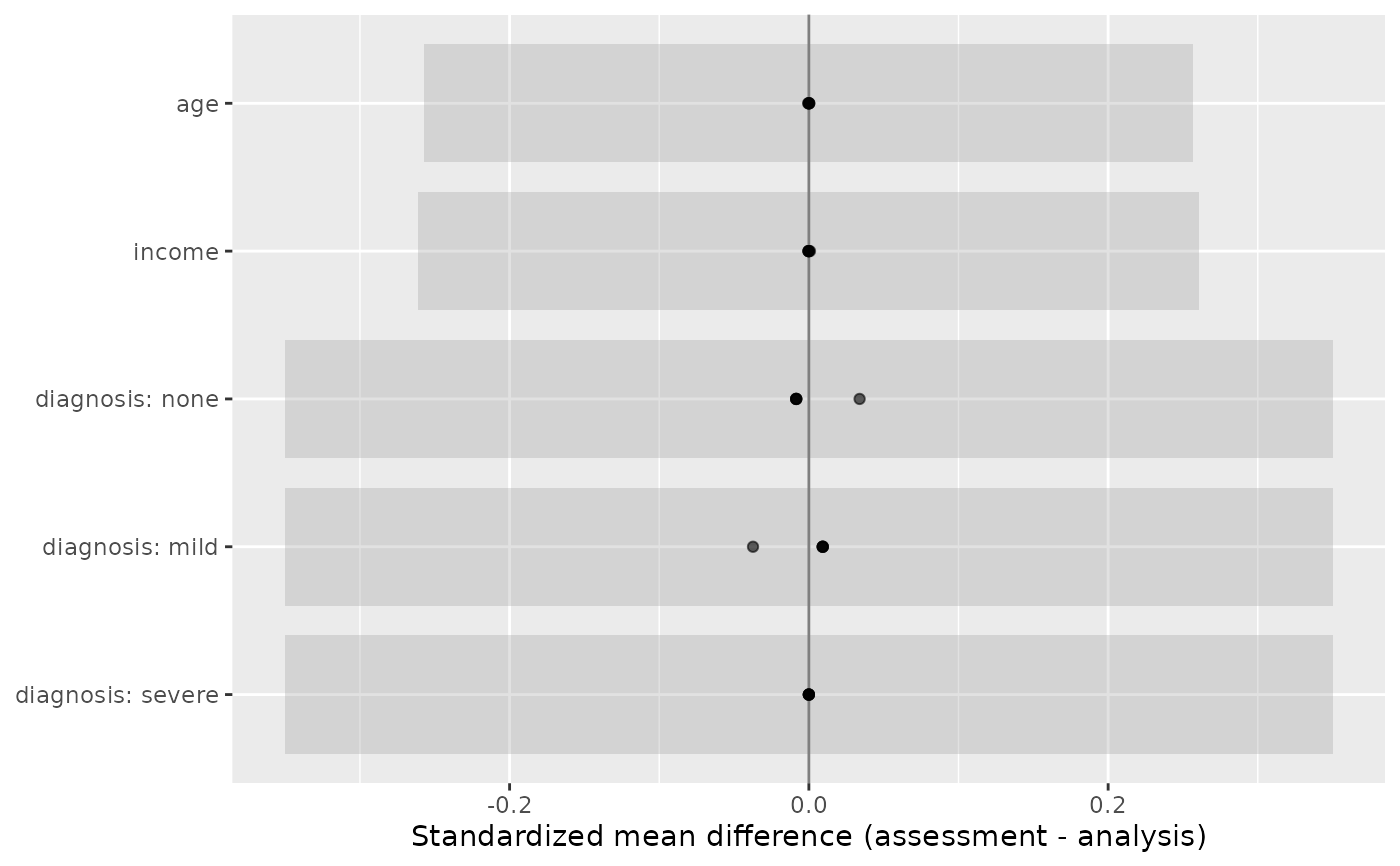 age
income
diagnosis: none
diagnosis: mild
diagnosis: severe
-0.2 0.0 0.2
Standardized mean difference (assessment - analysis)